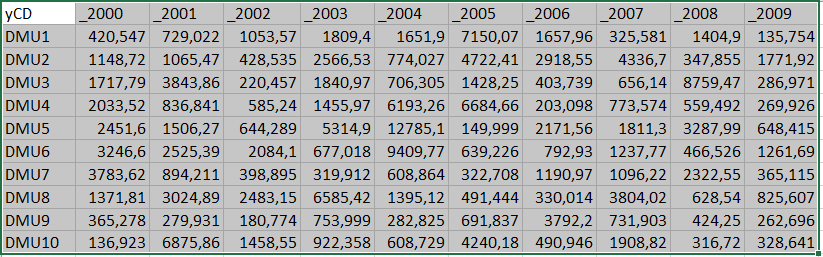 yCD _2000 _2001 _2002 _2003 _2004 _2005 _2006 _2007 _2008 _2009
DMU1 420,547 729,022 1053,57 1809,4 1651,9 7150,07 1657,96 325,581 1404,9 135,754
DMU2 1148,72 1065,47 428,535 2566,53 774,027 4722,41 2918,55 4336,7 347,855 1771,92
DMU3 1717,79 3843,86 220,457 1840,97 706,305 1428,25 403,739 656,14 8759,47 286,971
DMU4 2033,52 836,841 585,24 1455,97 6193,26 6684,66 203,098 773,574 559,492 269,926
DMU5 2451,6 1506,27 644,289 5314,9 12785,1 149,999 2171,56 1811,3 3287,99 648,415
DMU6 3246,6 2525,39 2084,1 677,018 9409,77 639,226 792,93 1237,77 466,526 1261,69
DMU7 3783,62 894,211 398,895 319,912 608,864 322,708 1190,97 1096,22 2322,55 365,115
DMU8 1371,81 3024,89 2483,15 6585,42 1395,12 491,444 330,014 3804,02 628,54 825,607
DMU9 365,278 279,931 180,774 753,999 282,825 691,837 3792,2 731,903 424,25 262,696
DMU10 136,923 6875,86 1458,55 922,358 608,729 4240,18 490,946 1908,82 316,72 328,641